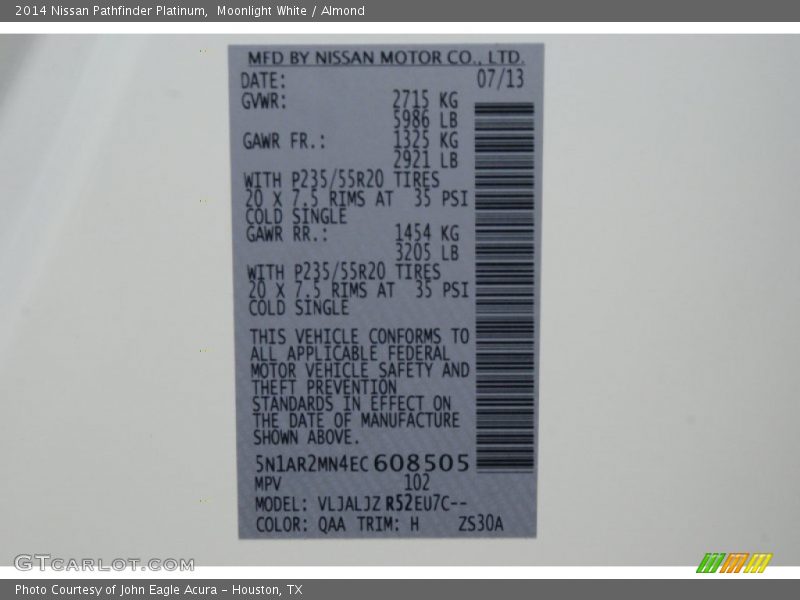 2014 Nissan Pathfinder Platinum, Moonlight White / Almond
MFD BY NISSAN MOTOR CO., LTD.
DATE: 07/13
GVWR: 2715 KG
5986 LB
GAWR FR.: 1325 KG
2921 LB
WITH P235/55R20 TIRES
20 X 7.5 RIMS AT 35 PSI
COLD SINGLE
GAWR RR.: 1454 KG
3205 LB
WITH P235/55R20 TIRES
20 X 7.5 RIMS AT 35 PSI
COLD SINGLE
THIS VEHICLE CONFORMS TO
ALL APPLICABLE FEDERAL
MOTOR VEHICLE SAFETY AND
THEFT PREVENTION
STANDARDS IN EFFECT ON
THE DATE OF MANUFACTURE
SHOWN ABOVE.
5N1AR2MN4EC608505
MPV 102
MODEL: VLJALJZ R52EU7C--
COLOR: QAA TRIM: H ZS30A
GTCARLOT.COM
Photo Courtesy of John Eagle Acura - Houston, TX